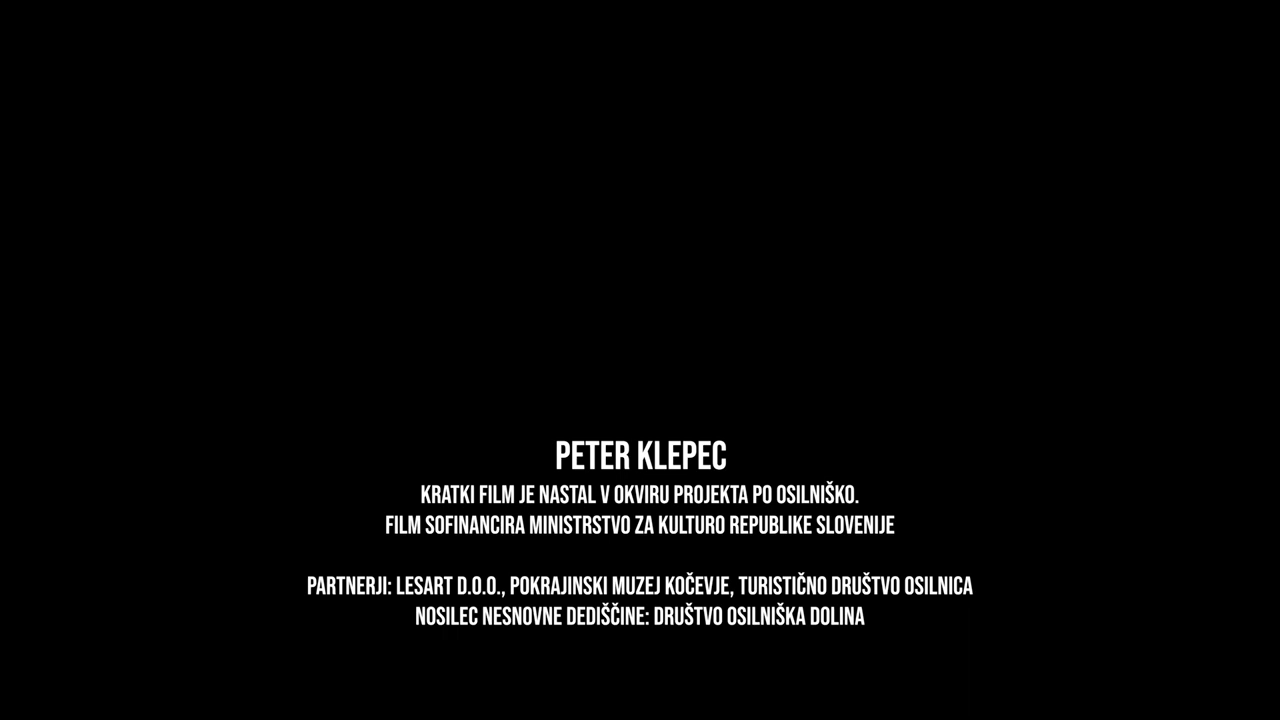 PETER KLEPEC
KRATKI FILM JE NASTAL V OKVIRU PROJEKTA PO OSILNIŠKO.
FILM SOFINANCIRA MINISTRSTVO ZA KULTURO REPUBLIKE SLOVENIJE
PARTNERJI: LESART D.O.O., POKRAJINSKI MUZEJ KOČEVJE, TURISTIČNO DRUŠTVO OSILNICA
NOSILEC NESNOVNE DEDIŠČINE: DRUŠTVO OSILNIŠKA DOLINA